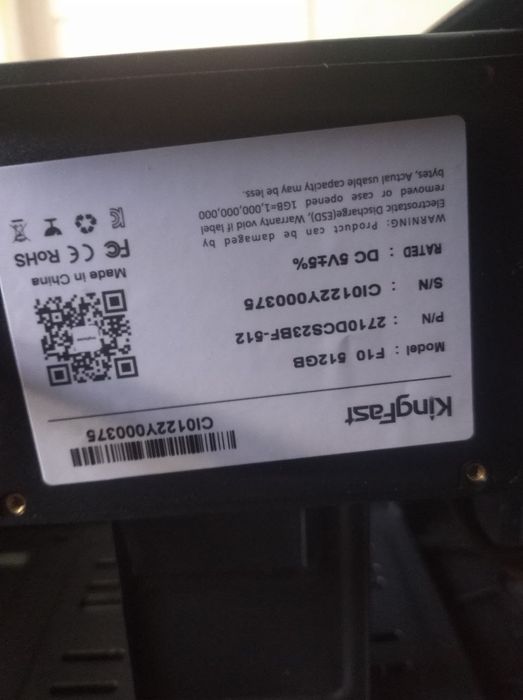 KingFast
CI0122Y000375
Model : F10 512GB
P/N : 2710DCS23BF-512
S/N : CI0122Y000375
RATED : DC 5V±5%
Made in China
FC CE RoHS
WARNING: Product can be damaged by
Electrostatic Discharge(ESD), Warranty void if label
removed or case opened 1GB=1,000,000,000
bytes, Actual usable capacity may be less.